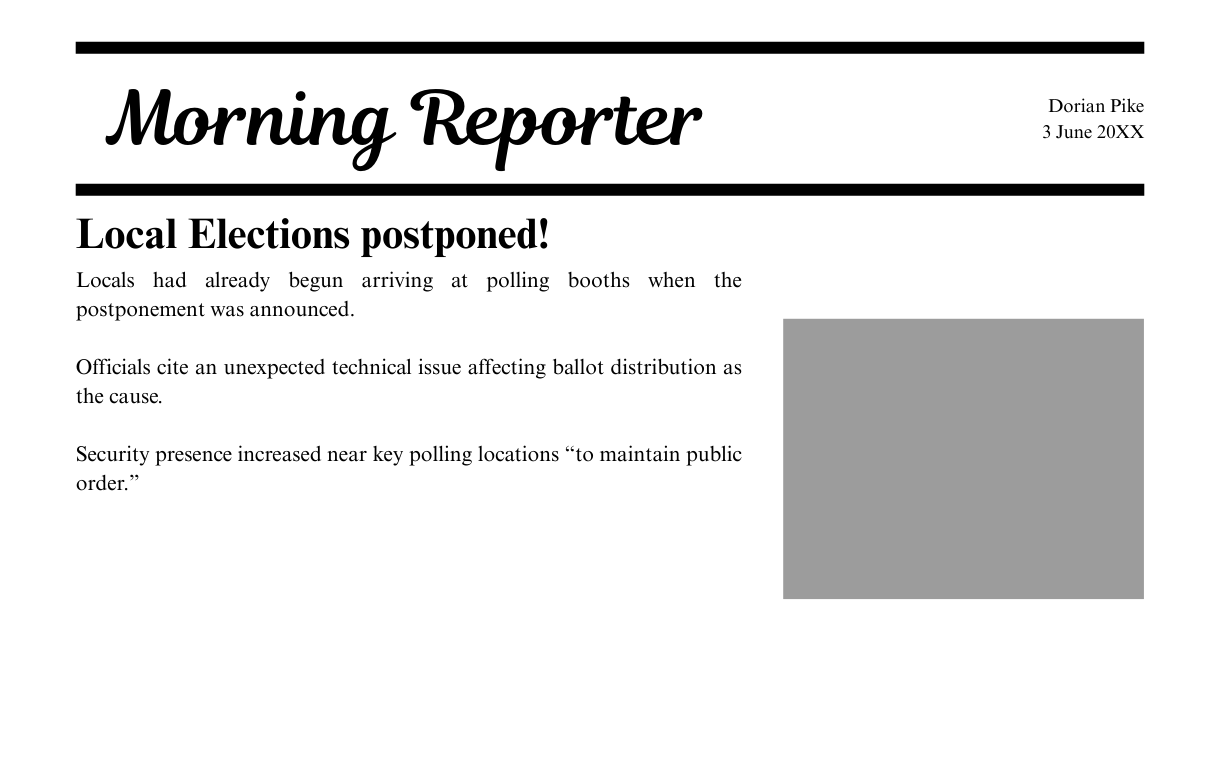 Morning Reporter
Dorian Pike
3 June 20XX
Local Elections postponed!
Locals had already begun arriving at polling booths when the
postponement was announced.
Officials cite an unexpected technical issue affecting ballot distribution as
the cause.
Security presence increased near key polling locations “to maintain public
order.”